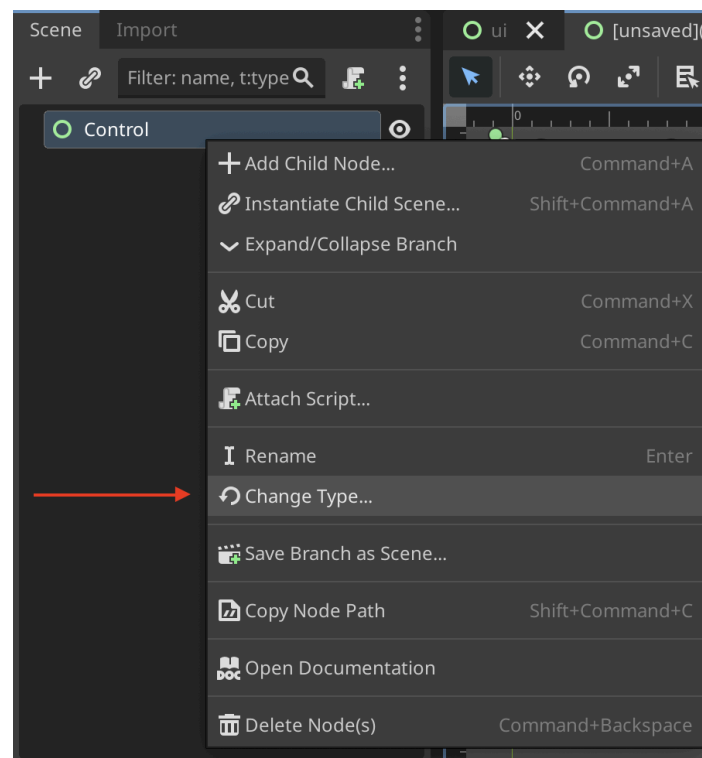 Scene Import
ui [unsaved](
Filter: name, t:type
0
Control
Add Child Node... Command+A
Instantiate Child Scene... Shift+Command+A
Expand/Collapse Branch
Cut Command+X
Copy Command+C
Attach Script...
Rename Enter
Change Type...
Save Branch as Scene...
Copy Node Path Shift+Command+C
DOC Open Documentation
Delete Node(s) Command+Backspace